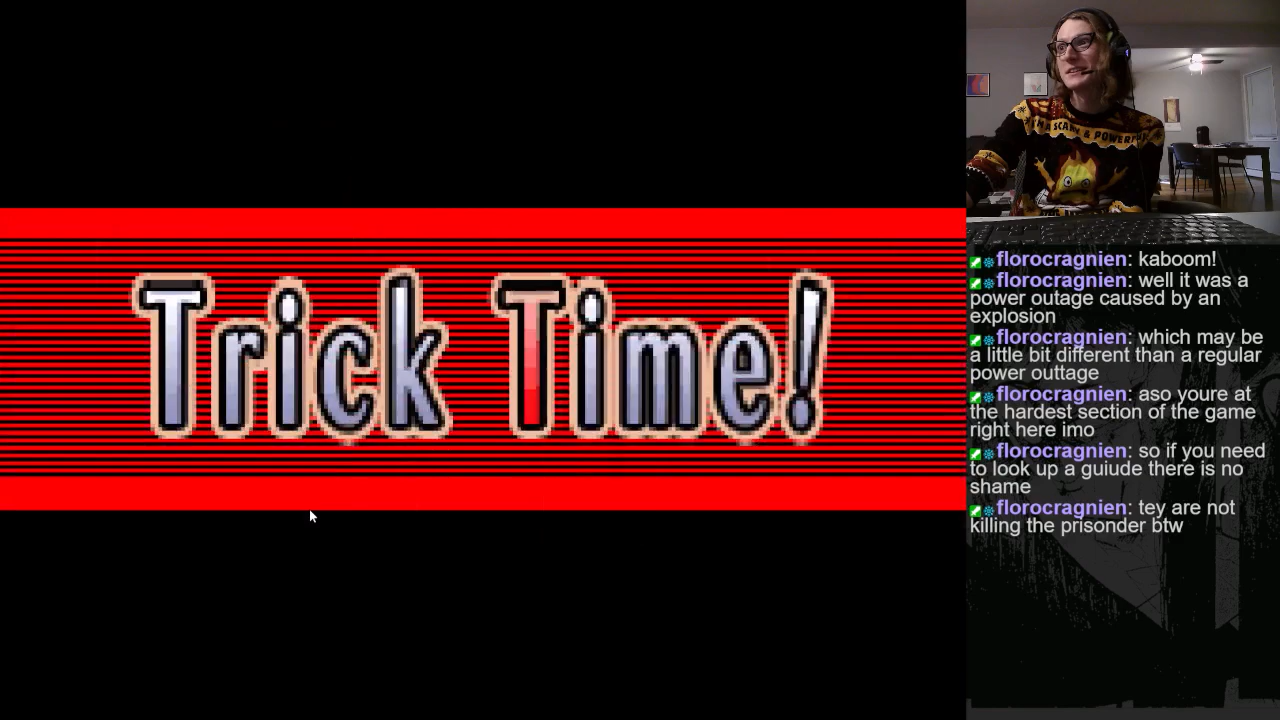 Trick Time!
& POWERFUL
florocragnien: kaboom!
florocragnien: well it was a
power outage caused by an
explosion
florocragnien: which may be
a little bit different than a regular
power outtage
florocragnien: aso youre at
the hardest section of the game
right here imo
florocragnien: so if you need
to look up a guiude there is no
shame
florocragnien: tey are not
killing the prisonder btw